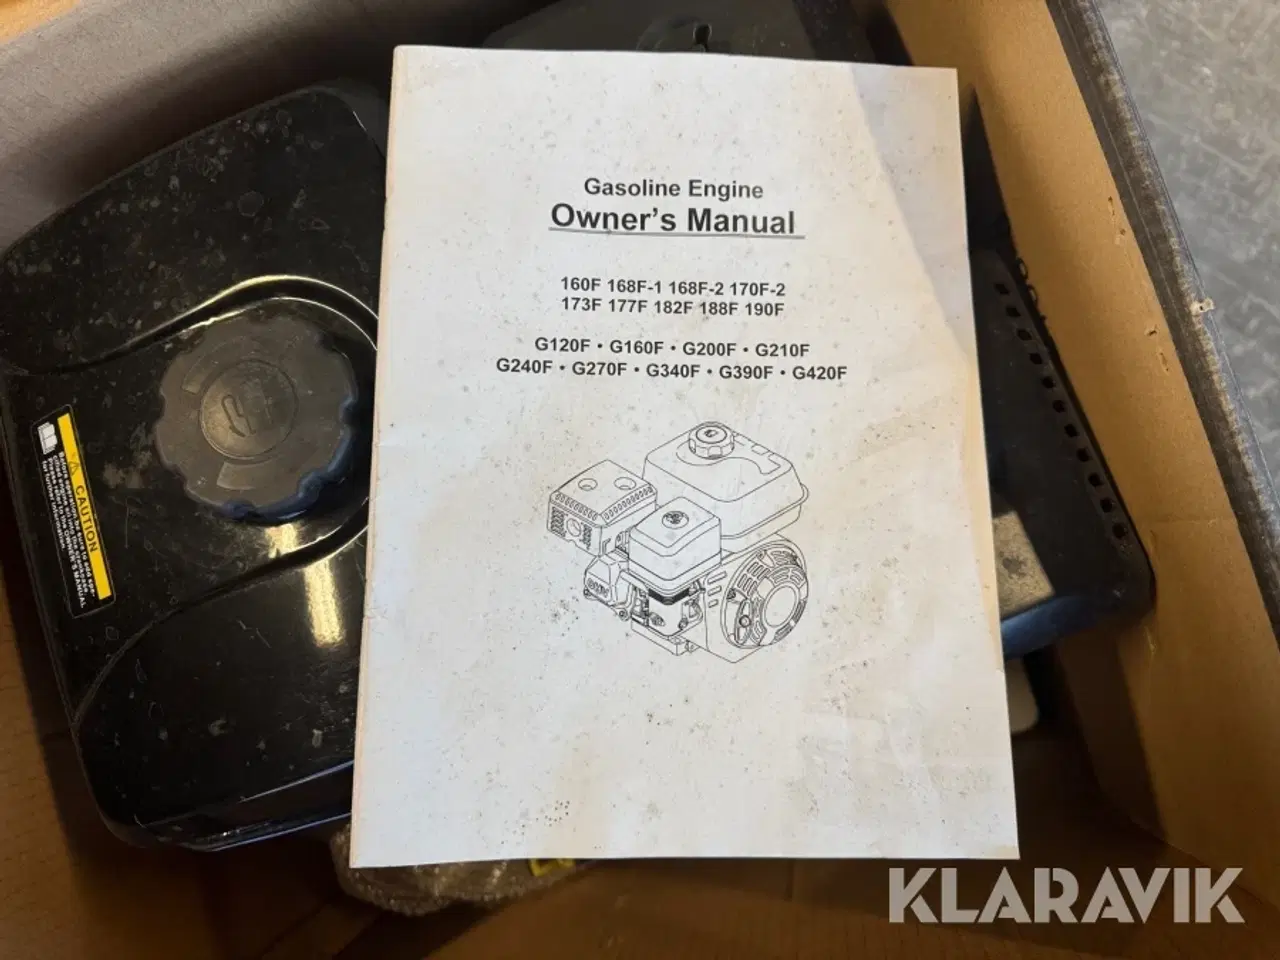 Gasoline Engine
Owner's Manual
160F 168F-1 168F-2 170F-2
173F 177F 182F 188F 190F
G120F • G160F • G200F • G210F
G240F • G270F • G340F • G390F • G420F
CAUTION
KLARAVIK